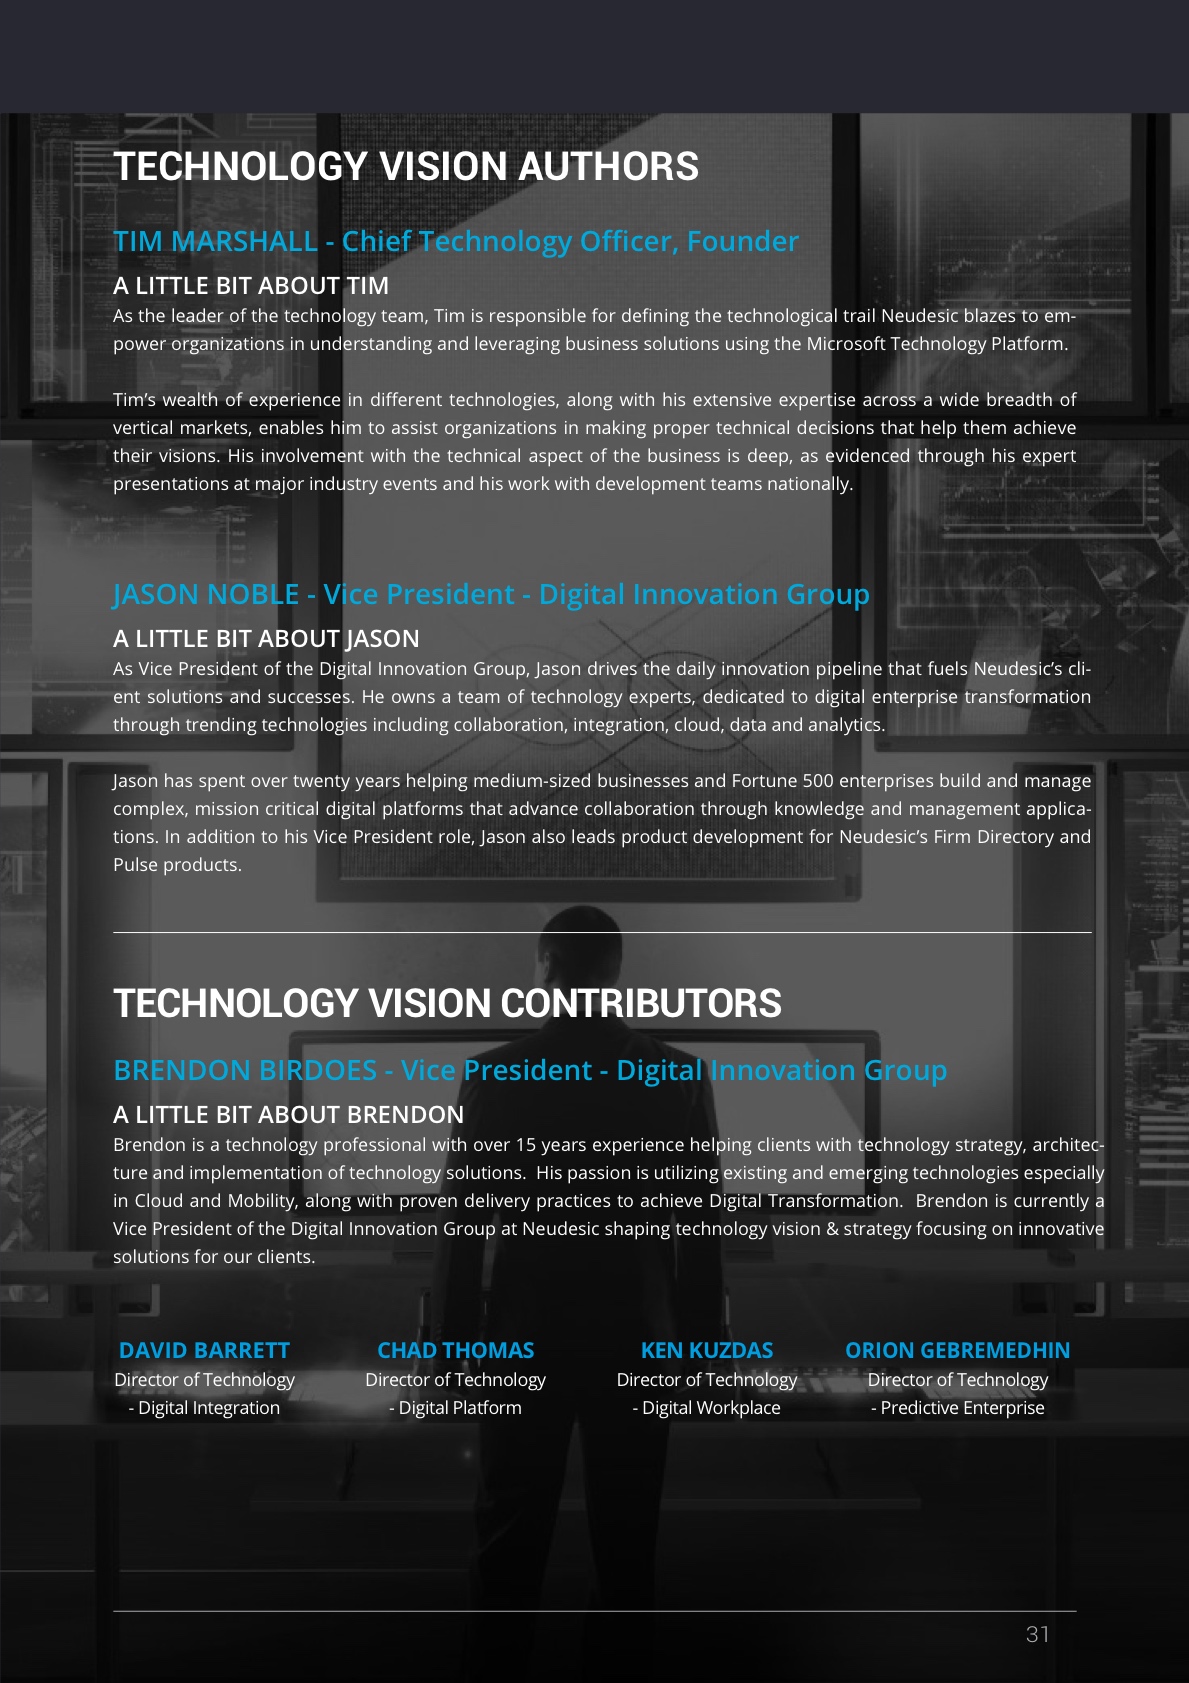 TECHNOLOGY VISION AUTHORS
TIM MARSHALL - Chief Technology Officer, Founder
A LITTLE BIT ABOUT TIM
As the leader of the technology team, Tim is responsible for defining the technological trail Neudesic blazes to em-
power organizations in understanding and leveraging business solutions using the Microsoft Technology Platform.
Tim’s wealth of experience in different technologies, along with his extensive expertise across a wide breadth of
vertical markets, enables him to assist organizations in making proper technical decisions that help them achieve
their visions. His involvement with the technical aspect of the business is deep, as evidenced through his expert
presentations at major industry events and his work with development teams nationally.
JASON NOBLE - Vice President - Digital Innovation Group
A LITTLE BIT ABOUT JASON
As Vice President of the Digital Innovation Group, Jason drives the daily innovation pipeline that fuels Neudesic’s cli-
ent solutions and successes. He owns a team of technology experts, dedicated to digital enterprise transformation
through trending technologies including collaboration, integration, cloud, data and analytics.
Jason has spent over twenty years helping medium-sized businesses and Fortune 500 enterprises build and manage
complex, mission critical digital platforms that advance collaboration through knowledge and management applica-
tions. In addition to his Vice President role, Jason also leads product development for Neudesic’s Firm Directory and
Pulse products.
TECHNOLOGY VISION CONTRIBUTORS
BRENDON BIRDOES - Vice President - Digital Innovation Group
A LITTLE BIT ABOUT BRENDON
Brendon is a technology professional with over 15 years experience helping clients with technology strategy, architec-
ture and implementation of technology solutions.  His passion is utilizing existing and emerging technologies especially
in Cloud and Mobility, along with proven delivery practices to achieve Digital Transformation.  Brendon is currently a
Vice President of the Digital Innovation Group at Neudesic shaping technology vision & strategy focusing on innovative
solutions for our clients.
DAVID BARRETT
Director of Technology
- Digital Integration
CHAD THOMAS
Director of Technology
- Digital Platform
KEN KUZDAS
Director of Technology
- Digital Workplace
ORION GEBREMEDHIN
Director of Technology
- Predictive Enterprise
31